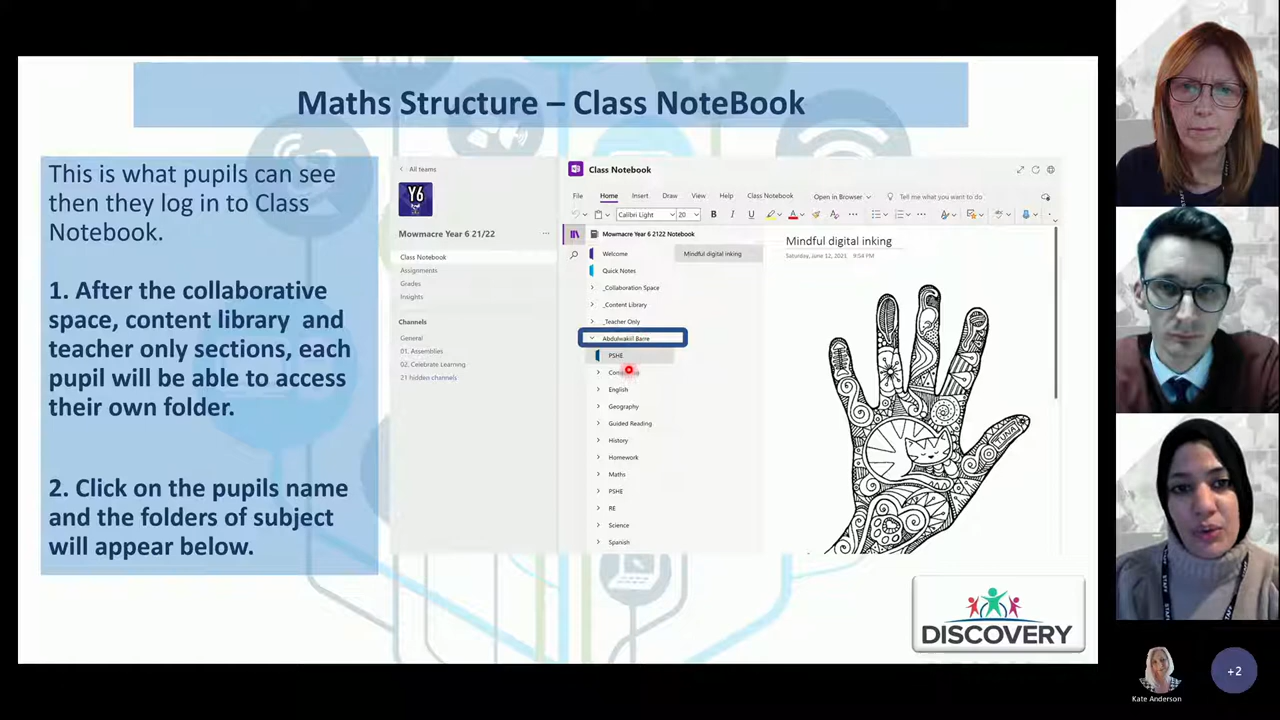 Maths Structure – Class NoteBook
This is what pupils can see
then they log in to Class
Notebook.
1. After the collaborative
space, content library and
teacher only sections, each
pupil will be able to access
their own folder.
2. Click on the pupils name
and the folders of subject
will appear below.
All teams
Y6
Mowmacre Year 6 21/22
Class Notebook
Assignments
Grades
Insights
Channels
General
01. Assemblies
02. Celebrate Learning
21 hidden channels
Class Notebook
File Home Insert Draw View Help Class Notebook Open in Browser Tell me what you want to do
Calibri Light 20 B I U A
Mowmacre Year 6 2122 Notebook
Welcome
Quick Notes
_Collaboration Space
_Content Library
_Teacher Only
Abdulwakiil Barre
PSHE
English
Geography
Guided Reading
History
Homework
Maths
PSHE
RE
Science
Spanish
Mindful digital inking
Mindful digital inking
Saturday, June 12, 2021 9:54 PM
TUNA
DISCOVERY
STAFF
Kate Anderson
+2